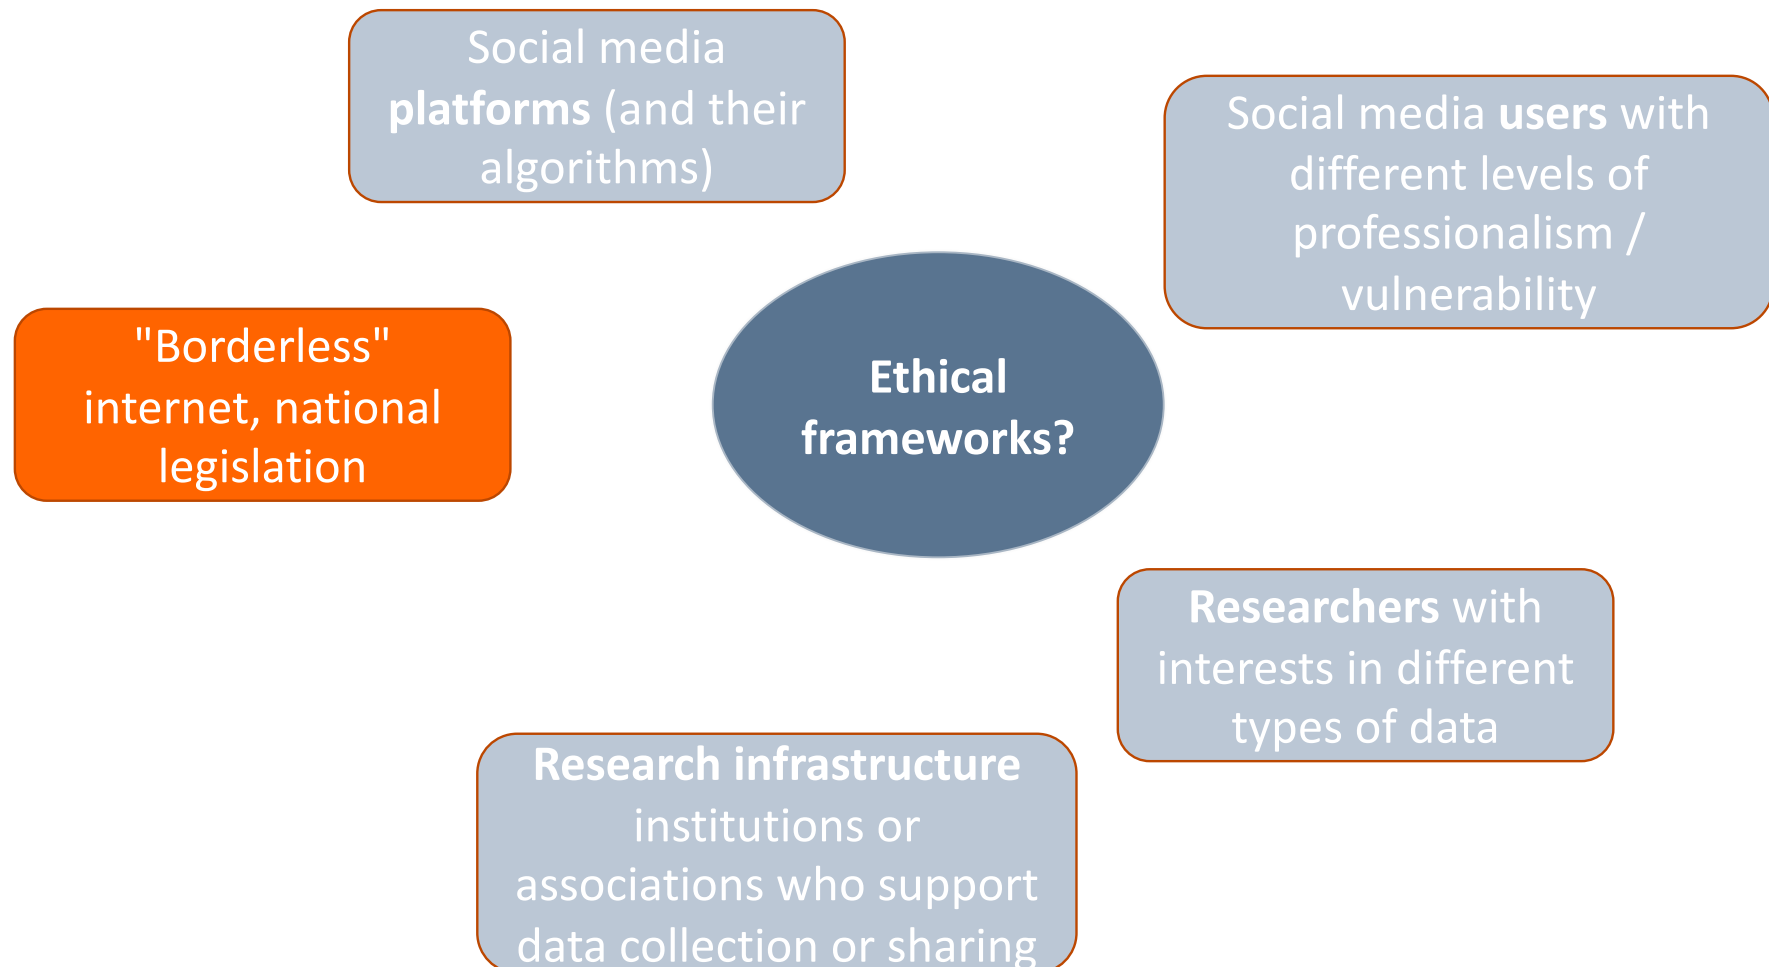 Social media
platforms (and their
algorithms)
Social media users with
different levels of
professionalism /
vulnerability
"Borderless"
internet, national
legislation
Ethical
frameworks?
Researchers with
interests in different
types of data
Research infrastructure
institutions or
associations who support
data collection or sharing